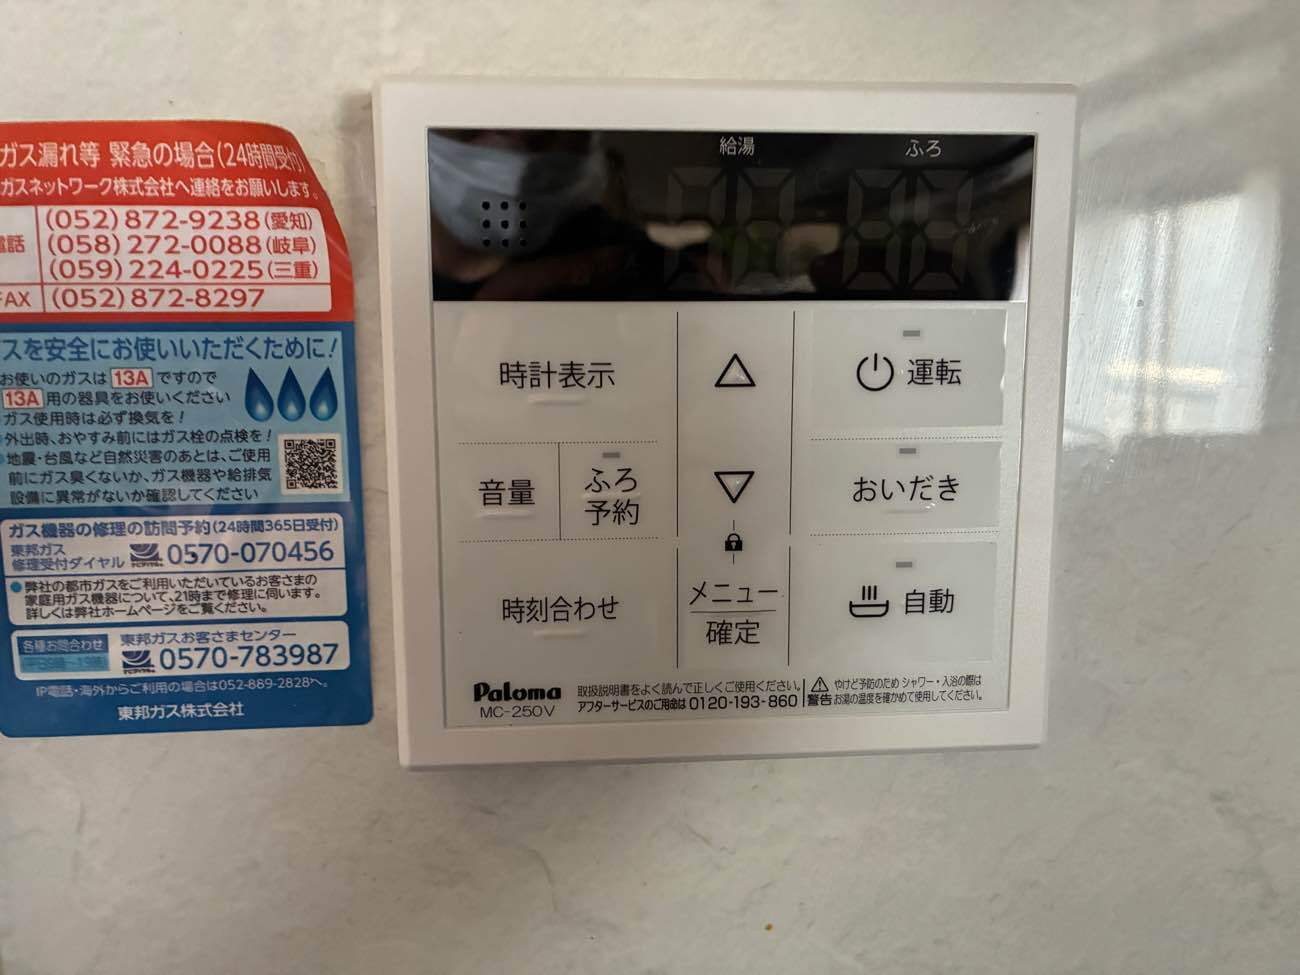 ガス漏れ等 緊急の場合(24時間受付)
ガスネットワーク株式会社へ連絡をお願いします。
電話
(052)872-9238(愛知)
(058)272-0088(岐阜)
(059)224-0225(三重)
FAX
(052)872-8297
スを安全にお使いいただくために!
お使いのガスは 13A ですので
13A 用の器具をお使いください
ガス使用時は必ず換気を!
外出時、おやすみ前にはガス栓の点検を!
地震・台風など自然災害のあとは、ご使用
前にガス臭くないか、ガス機器や給排気
設備に異常がないか確認してください
ガス機器の修理の訪問予約(24時間365日受付)
東邦ガス
修理受付ダイヤル
0570-070456
弊社の都市ガスをご利用いただいているお客さまの
家庭用ガス機器について、21時まで修理に伺います。
詳しくは弊社ホームページをご覧ください。
各種お問合わせ
東邦ガスお客さまセンター
0570-783987
IP電話・海外からご利用の場合は052-889-2828へ。
東邦ガス株式会社
給湯
ふろ
時計表示
運転
音量
ふろ
予約
おいだき
時刻合わせ
メニュー
確定
自動
Paloma
MC-250V
取扱説明書をよく読んで正しくご使用ください。
アフターサービスのご用命は 0120-193-860
警告
やけど予防のため シャワー・入浴の際は
お湯の温度を確かめて使用してください。